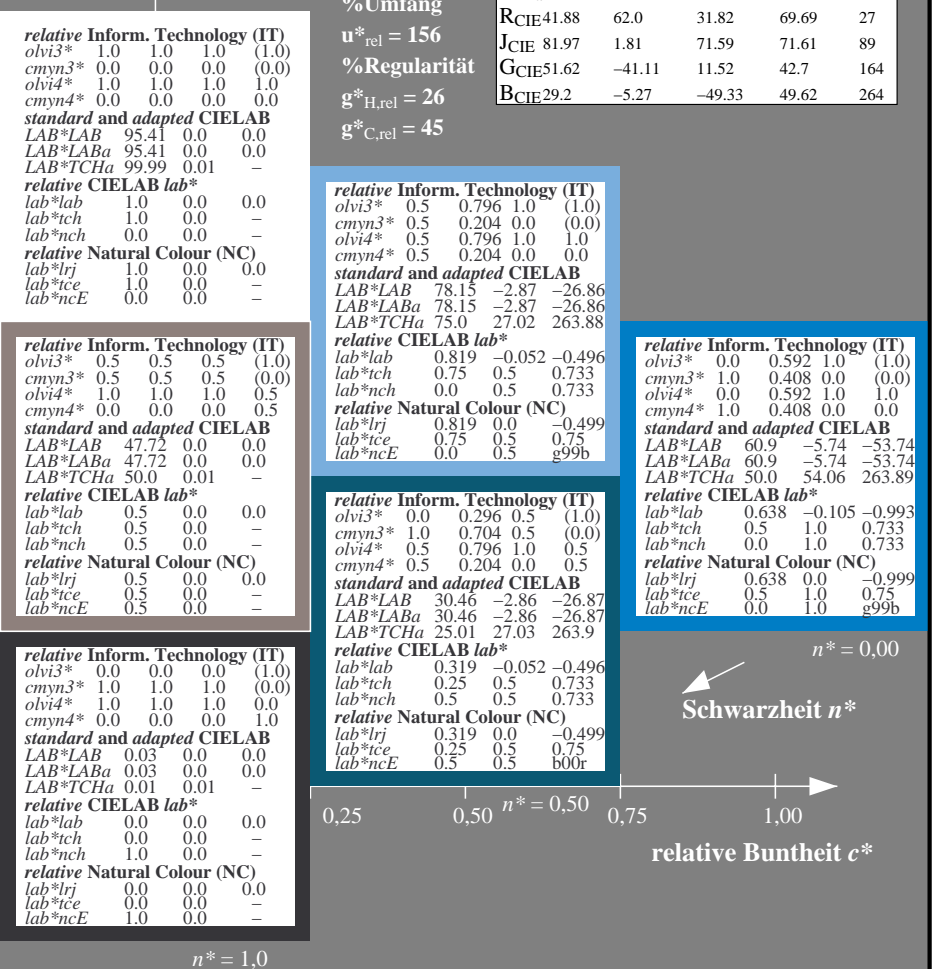 %Umfang
u*rel = 156
%Regularität
g*H,rel = 26
g*C,rel = 45
RCIE 41.88 62.0 31.82 69.69 27
JCIE 81.97 1.81 71.59 71.61 89
GCIE 51.62 −41.11 11.52 42.7 164
BCIE 29.2 −5.27 −49.33 49.62 264
relative Inform. Technology (IT)
olvi3* 1.0 1.0 1.0 (1.0)
cmyn3* 0.0 0.0 0.0 (0.0)
olvi4* 1.0 1.0 1.0 1.0
cmyn4* 0.0 0.0 0.0 0.0
standard and adapted CIELAB
LAB*LAB 95.41 0.0 0.0
LAB*LABa 95.41 0.0 0.0
LAB*TCHa 99.99 0.01 –
relative CIELAB lab*
lab*lab 1.0 0.0 0.0
lab*tch 1.0 0.0 –
lab*nch 0.0 0.0 –
relative Natural Colour (NC)
lab*lrj 1.0 0.0 0.0
lab*tce 1.0 0.0 –
lab*ncE 0.0 0.0 –
relative Inform. Technology (IT)
olvi3* 0.5 0.796 1.0 (1.0)
cmyn3* 0.5 0.204 0.0 (0.0)
olvi4* 0.5 0.796 1.0 1.0
cmyn4* 0.5 0.204 0.0 0.0
standard and adapted CIELAB
LAB*LAB 78.15 −2.87 −26.86
LAB*LABa 78.15 −2.87 −26.86
LAB*TCHa 75.0 27.02 263.88
relative CIELAB lab*
lab*lab 0.819 −0.052 −0.496
lab*tch 0.75 0.5 0.733
lab*nch 0.0 0.5 0.733
relative Natural Colour (NC)
lab*lrj 0.819 0.0 −0.499
lab*tce 0.75 0.5 0.75
lab*ncE 0.0 0.5 g99b
relative Inform. Technology (IT)
olvi3* 0.5 0.5 0.5 (1.0)
cmyn3* 0.5 0.5 0.5 (0.0)
olvi4* 1.0 1.0 1.0 0.5
cmyn4* 0.0 0.0 0.0 0.5
standard and adapted CIELAB
LAB*LAB 47.72 0.0 0.0
LAB*LABa 47.72 0.0 0.0
LAB*TCHa 50.0 0.01 –
relative CIELAB lab*
lab*lab 0.5 0.0 0.0
lab*tch 0.5 0.0 –
lab*nch 0.5 0.0 –
relative Natural Colour (NC)
lab*lrj 0.5 0.0 0.0
lab*tce 0.5 0.0 –
lab*ncE 0.5 0.0 –
relative Inform. Technology (IT)
olvi3* 0.0 0.592 1.0 (1.0)
cmyn3* 1.0 0.408 0.0 (0.0)
olvi4* 0.0 0.592 1.0 1.0
cmyn4* 1.0 0.408 0.0 0.0
standard and adapted CIELAB
LAB*LAB 60.9 −5.74 −53.74
LAB*LABa 60.9 −5.74 −53.74
LAB*TCHa 50.0 54.06 263.89
relative CIELAB lab*
lab*lab 0.638 −0.105 −0.993
lab*tch 0.5 1.0 0.733
lab*nch 0.0 1.0 0.733
relative Natural Colour (NC)
lab*lrj 0.638 0.0 −0.999
lab*tce 0.5 1.0 0.75
lab*ncE 0.0 1.0 g99b
relative Inform. Technology (IT)
olvi3* 0.0 0.296 0.5 (1.0)
cmyn3* 1.0 0.704 0.5 (0.0)
olvi4* 0.5 0.796 1.0 0.5
cmyn4* 0.5 0.204 0.0 0.5
standard and adapted CIELAB
LAB*LAB 30.46 −2.86 −26.87
LAB*LABa 30.46 −2.86 −26.87
LAB*TCHa 25.01 27.03 263.9
relative CIELAB lab*
lab*lab 0.319 −0.052 −0.496
lab*tch 0.25 0.5 0.733
lab*nch 0.5 0.5 0.733
relative Natural Colour (NC)
lab*lrj 0.319 0.0 −0.499
lab*tce 0.25 0.5 0.75
lab*ncE 0.5 0.5 b00r
relative Inform. Technology (IT)
olvi3* 0.0 0.0 0.0 (1.0)
cmyn3* 1.0 1.0 1.0 (0.0)
olvi4* 1.0 1.0 1.0 0.0
cmyn4* 0.0 0.0 0.0 1.0
standard and adapted CIELAB
LAB*LAB 0.03 0.0 0.0
LAB*LABa 0.03 0.0 0.0
LAB*TCHa 0.01 0.01 –
relative CIELAB lab*
lab*lab 0.0 0.0 0.0
lab*tch 0.0 0.0 –
lab*nch 1.0 0.0 –
relative Natural Colour (NC)
lab*lrj 0.0 0.0 0.0
lab*tce 0.0 0.0 –
lab*ncE 1.0 0.0 –
n* = 0,00
Schwarzheit n*
n* = 0,50
0,25 0,50 0,75 1,00
relative Buntheit c*
n* = 1,0